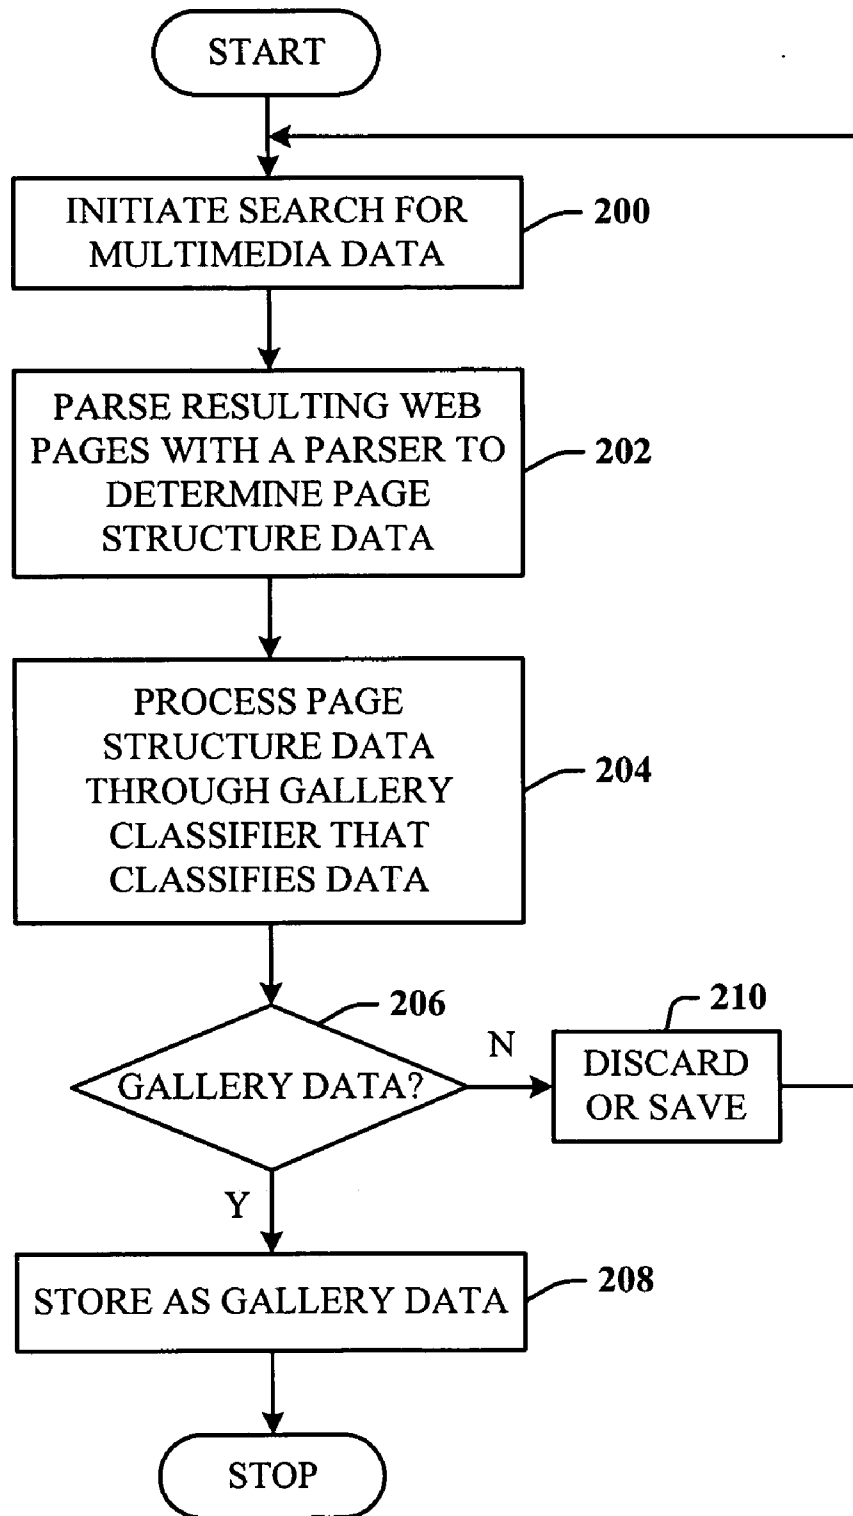 START
INITIATE SEARCH FOR
MULTIMEDIA DATA
200
PARSE RESULTING WEB
PAGES WITH A PARSER TO
DETERMINE PAGE
STRUCTURE DATA
202
PROCESS PAGE
STRUCTURE DATA
THROUGH GALLERY
CLASSIFIER THAT
CLASSIFIES DATA
204
206
GALLERY DATA?
N
210
DISCARD
OR SAVE
Y
STORE AS GALLERY DATA
208
STOP